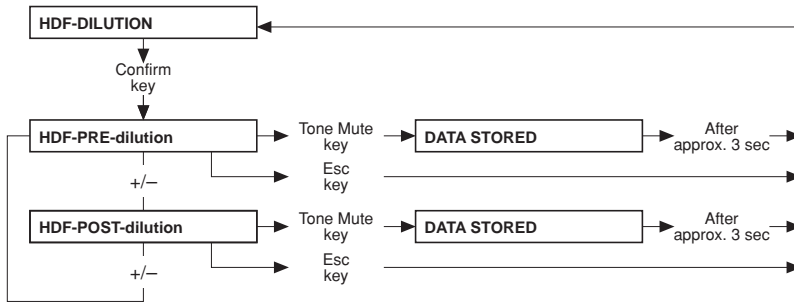 HDF-DILUTION
Confirm
key
HDF-PRE-dilution
Tone Mute
key
DATA STORED
After
approx. 3 sec
Esc
key
+/–
HDF-POST-dilution
Tone Mute
key
DATA STORED
After
approx. 3 sec
Esc
key
+/–